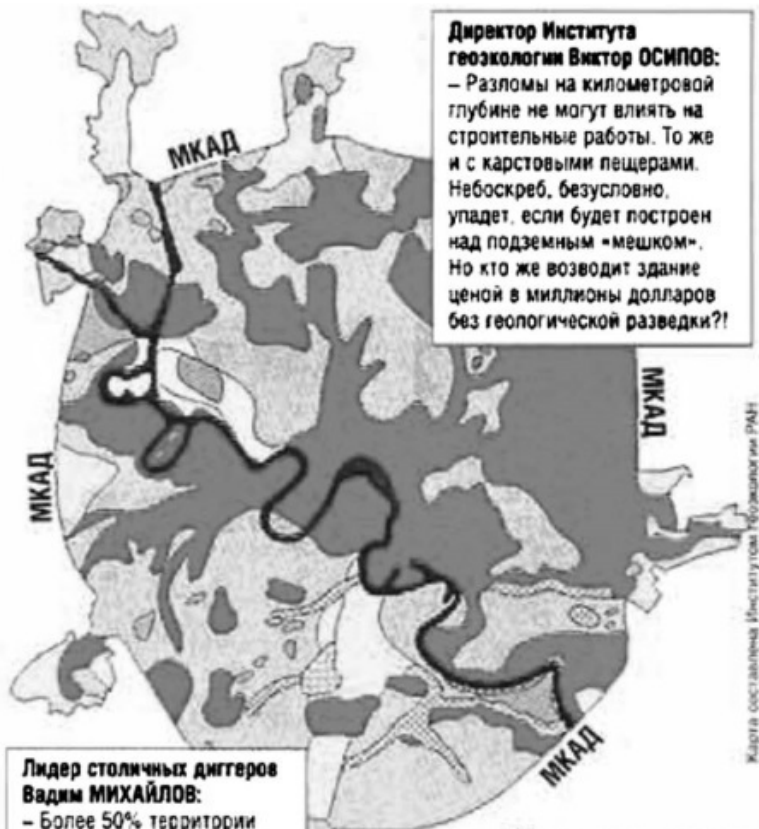 Директор Института
геоэкологии Виктор ОСИПОВ:
– Разломы на километровой
глубине не могут влиять на
строительные работы. То же
и с карстовыми пещерами.
Небоскреб, безусловно,
упадет, если будет построен
над подземным «мешком».
Но кто же возводит здание
ценой в миллионы долларов
без геологической разведки?!
МКАД
МКАД
МКАД
МКАД
Карта составлена Институтом геоэкологии РАН
Лидер столичных диггеров
Вадим МИХАЙЛОВ:
– Более 50% территории